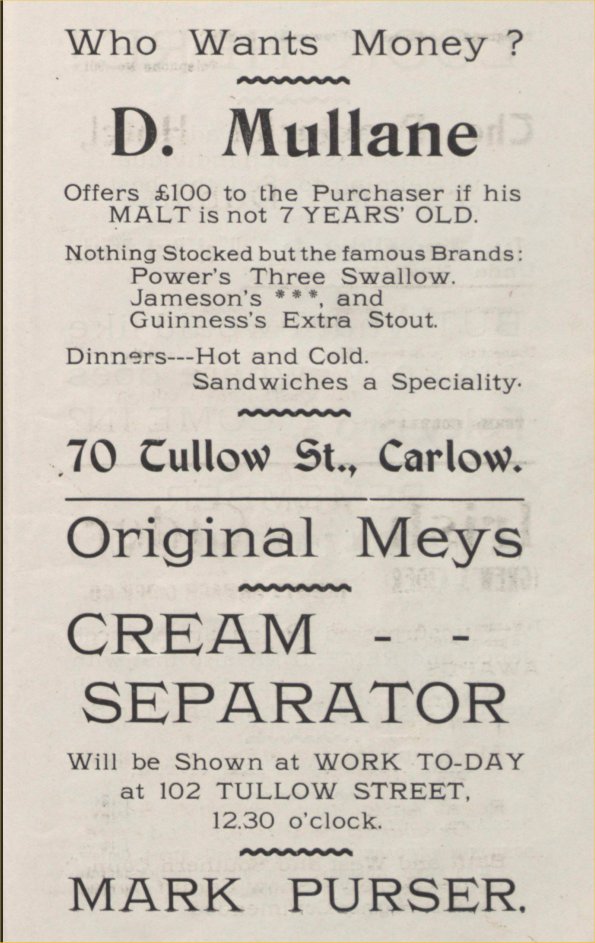 Who Wants Money ?
D. Mullane
Offers £100 to the Purchaser if his
MALT is not 7 YEARS' OLD.
Nothing Stocked but the famous Brands:
Power's Three Swallow.
Jameson's ***, and
Guinness's Extra Stout.
Dinners---Hot and Cold.
Sandwiches a Speciality.
70 Tullow St., Carlow.
Original Meys
CREAM - -
SEPARATOR
Will be Shown at WORK TO-DAY
at 102 TULLOW STREET,
12.30 o'clock.
MARK PURSER.